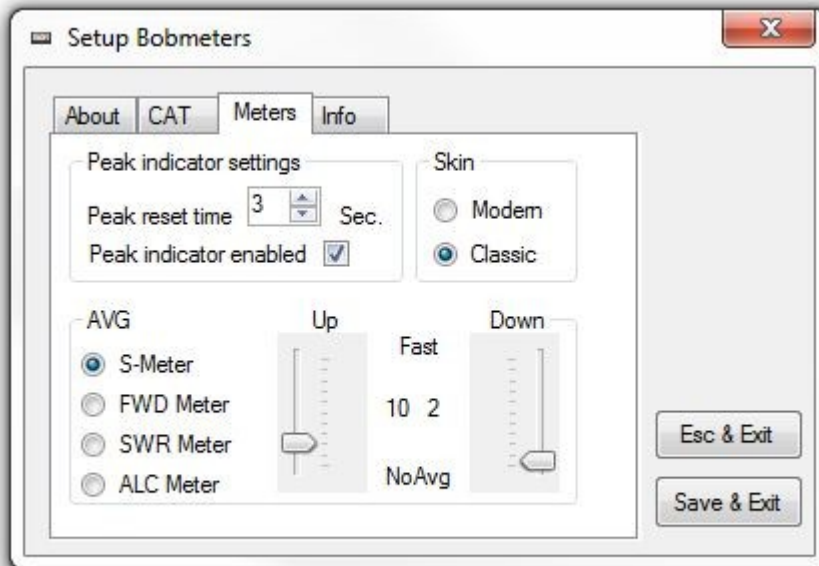 Setup Bobmeters
About CAT Meters Info
Peak indicator settings
Peak reset time 3 Sec.
Peak indicator enabled
Skin
Modern
Classic
AVG Up Down
S-Meter
FWD Meter
SWR Meter
ALC Meter
Fast
10 2
NoAvg
Esc & Exit
Save & Exit